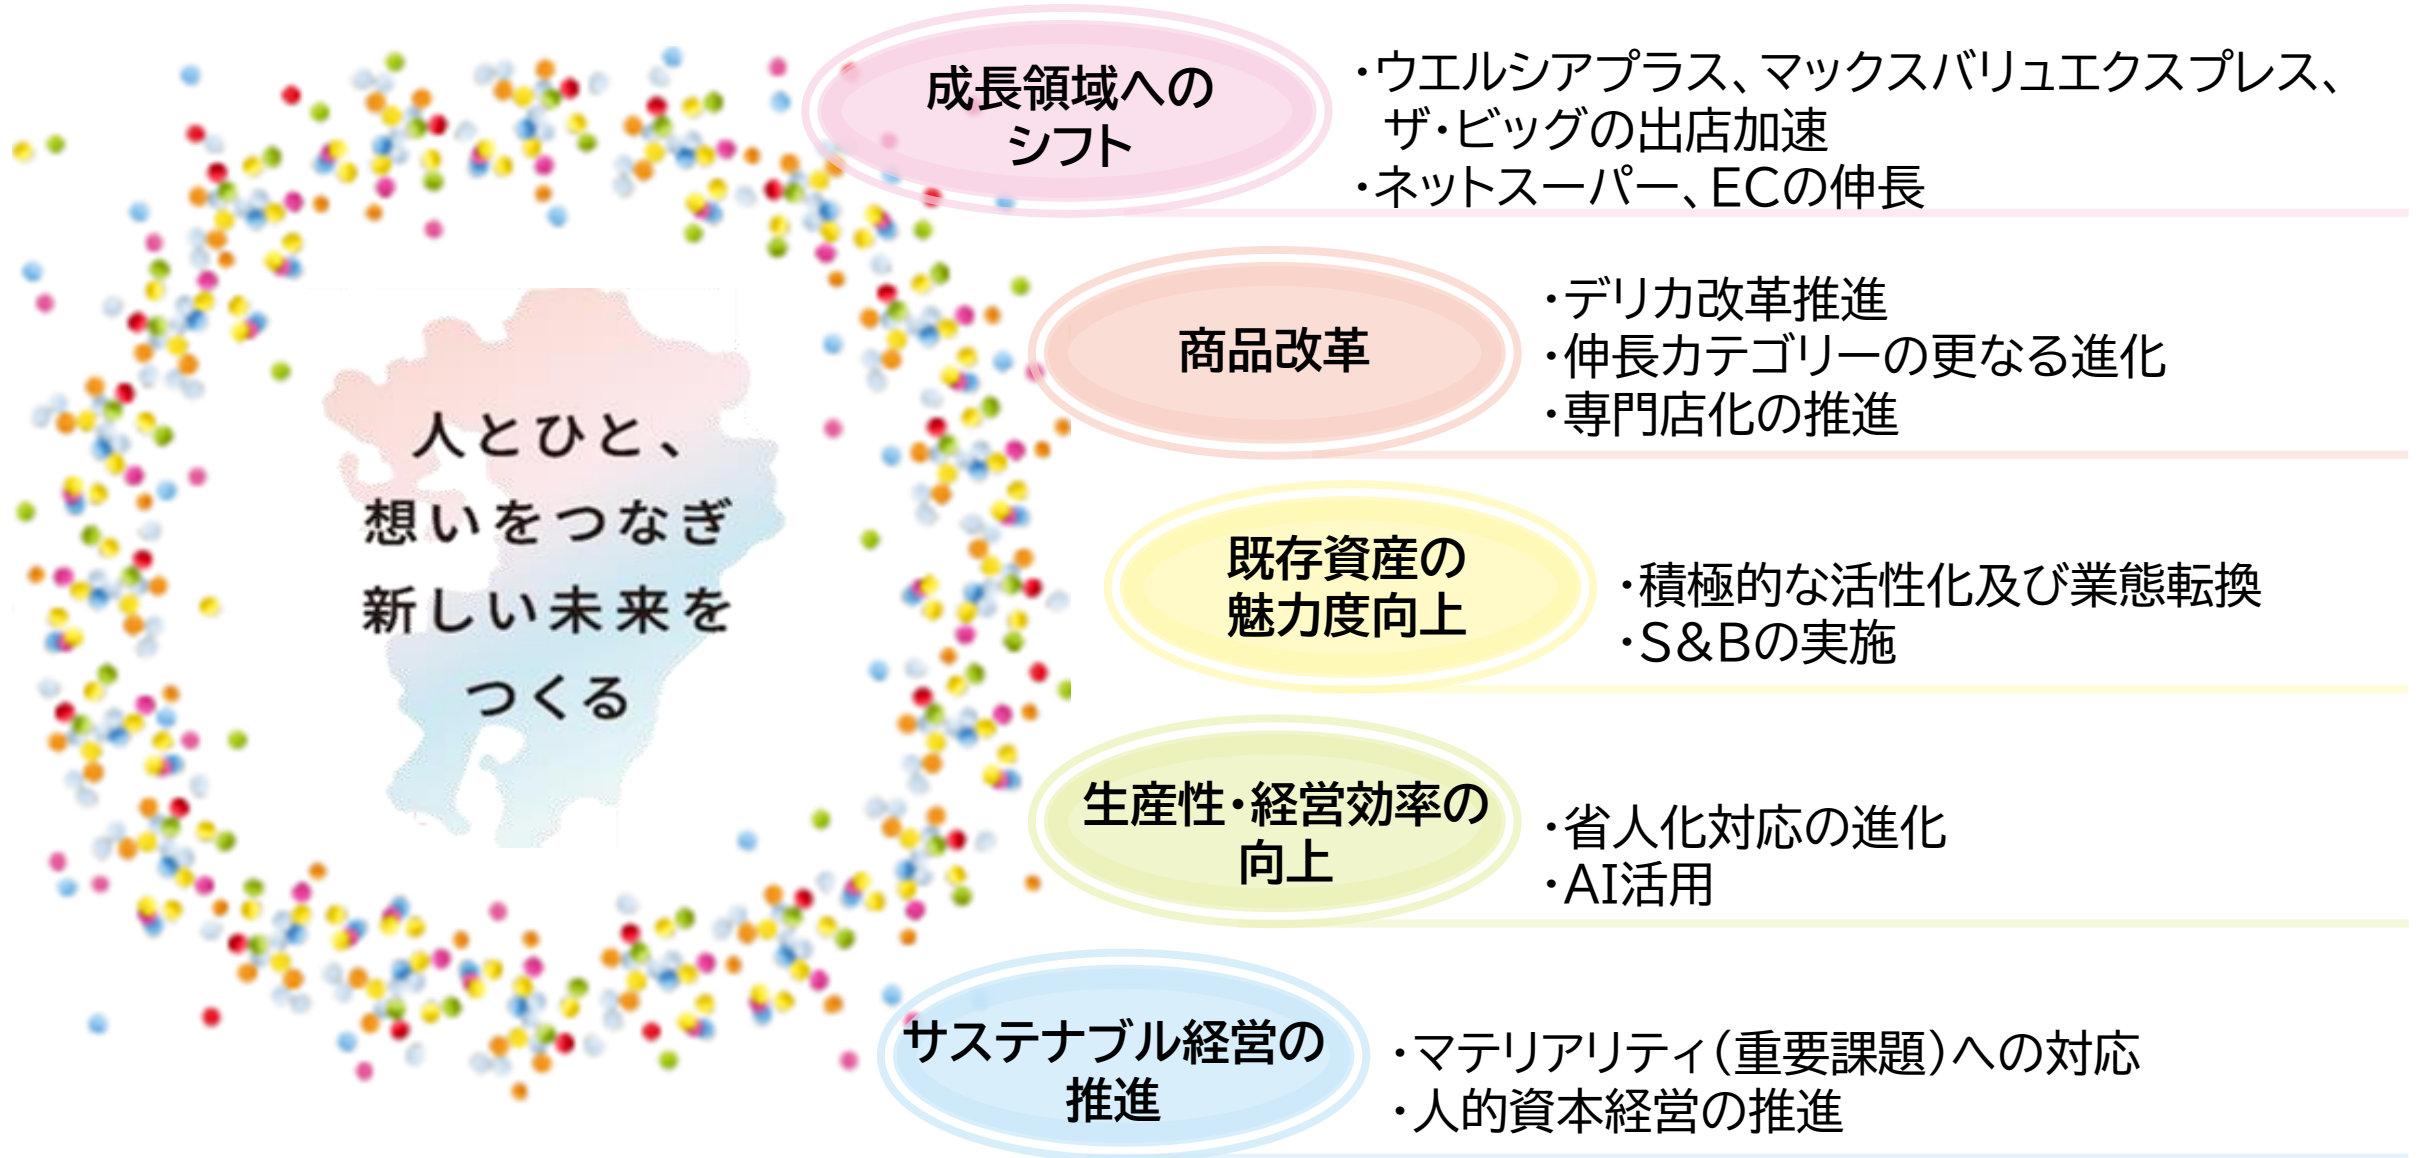 人とひと、
想いをつなぎ
新しい未来を
つくる
成長領域への
シフト
・ウエルシアプラス、マックスバリュエクスプレス、
ザ・ビッグの出店加速
・ネットスーパー、ECの伸長
商品改革
・デリカ改革推進
・伸長カテゴリーの更なる進化
・専門店化の推進
既存資産の
魅力度向上
・積極的な活性化及び業態転換
・S&Bの実施
生産性・経営効率の
向上
・省人化対応の進化
・AI活用
サステナブル経営の
推進
・マテリアリティ(重要課題)への対応
・人的資本経営の推進